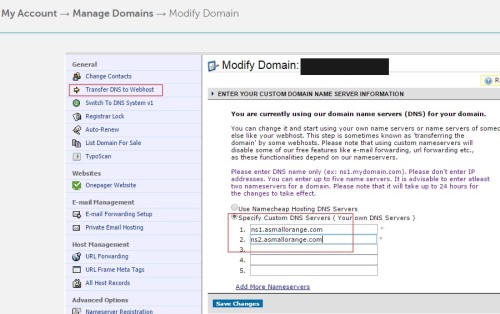 My Account → Manage Domains → Modify Domain
General
Change Contacts
Transfer DNS to Webhost
Switch To DNS System v1
Registrar Lock
Auto-Renew
List Domain For Sale
TypoScan
Websites
Onepager Website
E-mail Management
E-mail Forwarding Setup
Private Email Hosting
Host Management
URL Forwarding
URL Frame Meta Tags
All Host Records
Advanced Options
Nameserver Registration
Modify Domain:
ENTER YOUR CUSTOM DOMAIN NAME SERVER INFORMATION
You are currently using our domain name servers (DNS) for your domain.
You can change it and start using your own name servers or name servers of someone
else like your webhost. This step is sometimes known as 'transferring the
domain' by some webhosts. Please note that using custom nameservers will
disable some of our free features like e-mail forwarding, url forwarding etc.,
as these functionalities depend on our nameservers.
Please enter DNS name only (ex: ns1.mydomain.com). Please don't enter IP
addresses. You can enter up to five name servers. It is advisable to enter atleast
two nameservers for a domain. Please note that it will take up to 24 hours for
the changes to take effect.
Use Namecheap Hosting DNS Servers
Specify Custom DNS Servers ( Your own DNS Servers )
1. ns1.asmallorange.com *
2. ns2.asmallorange.com *
3.
4.
5.
Add More Nameservers
Save Changes